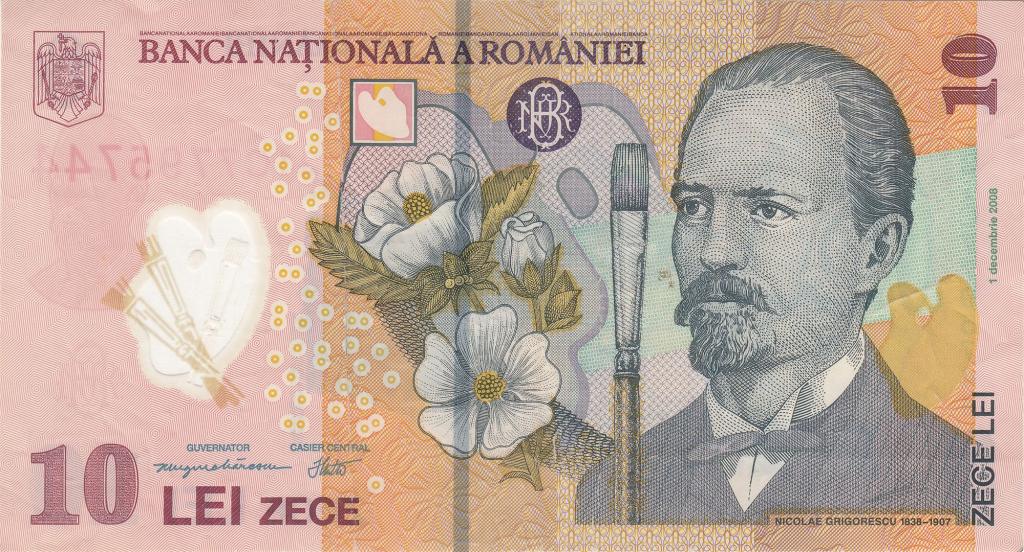 BANCA NAȚIONALĂ A ROMÂNIEI
10
1 decembrie 2008
GUVERNATOR
CASIER CENTRAL
10 LEI ZECE
ZECE LEI
NICOLAE GRIGORESCU 1838-1907